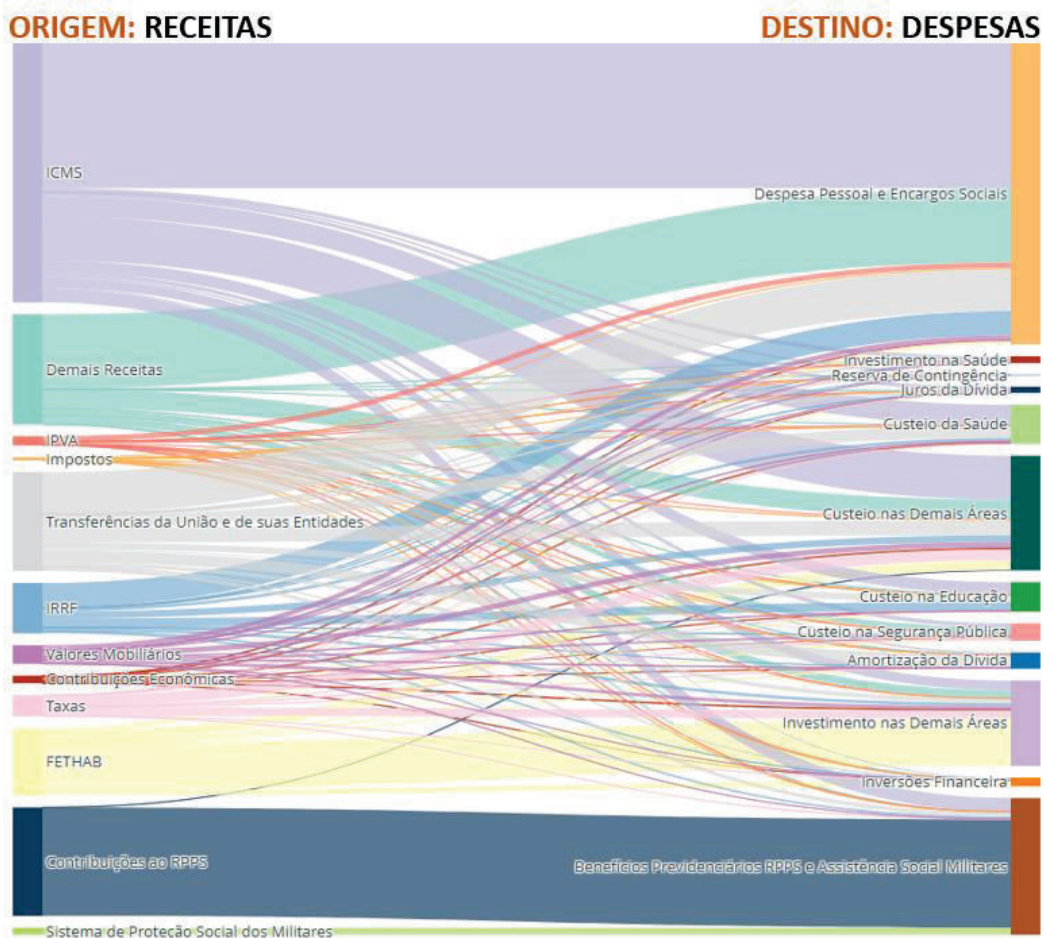 ORIGEM: RECEITAS
DESTINO: DESPESAS
ICMS
Demais Receitas
IPVA
Impostos
Transferências da União e de suas Entidades
IRRF
Valores Mobiliários
Contribuições Econômicas
Taxas
FETHAB
Contribuições ao RPPS
Sistema de Proteção Social dos Militares
Despesa Pessoal e Encargos Sociais
Investimento na Saúde
Reserva de Contingência
Juros da Dívida
Custeio da Saúde
Custeio nas Demais Áreas
Custeio na Educação
Custeio na Segurança Pública
Amortização da Dívida
Investimento nas Demais Áreas
Inversões Financeira
Benefícios Previdenciários RPPS e Assistência Social Militares